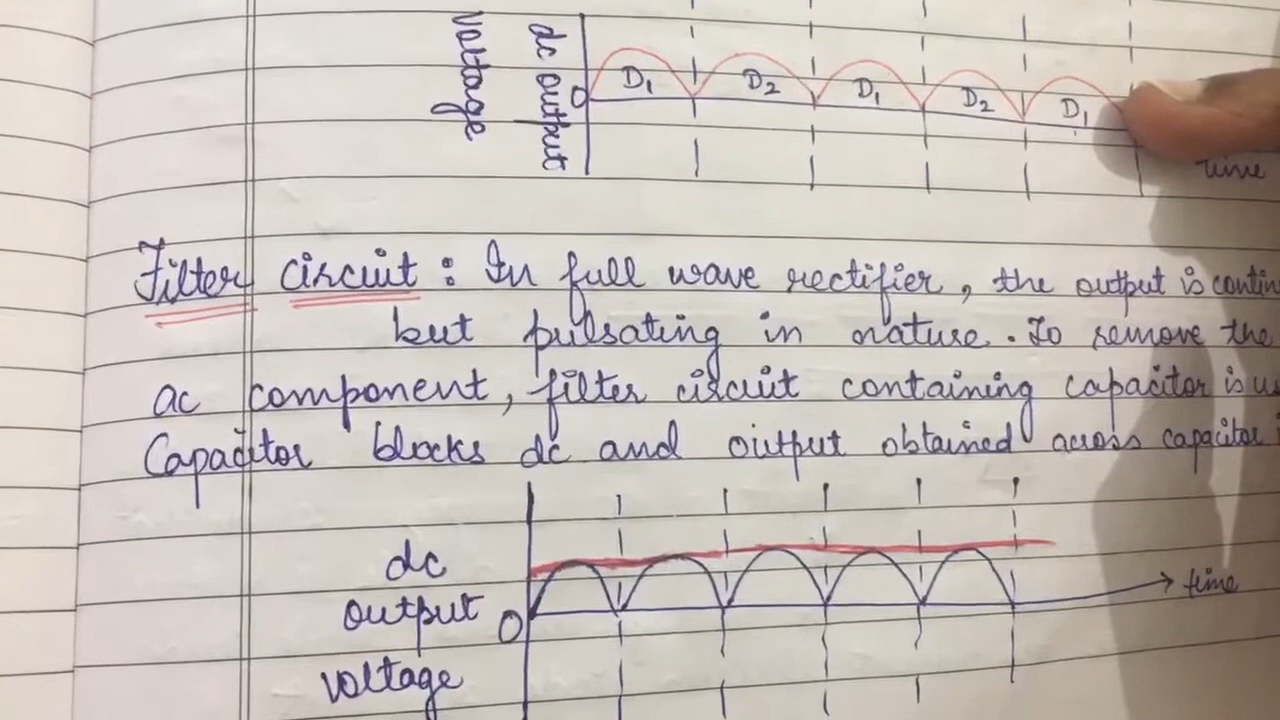 dc output
voltage
D1 D2 D1 D2 D1
0
time
Filter circuit : In full wave rectifier, the output is contin
but pulsating in nature. To remove the
ac component, filter circuit containing capacitor is u
Capacitor blocks dc and output obtained across capacitor
dc
output
voltage
0
time